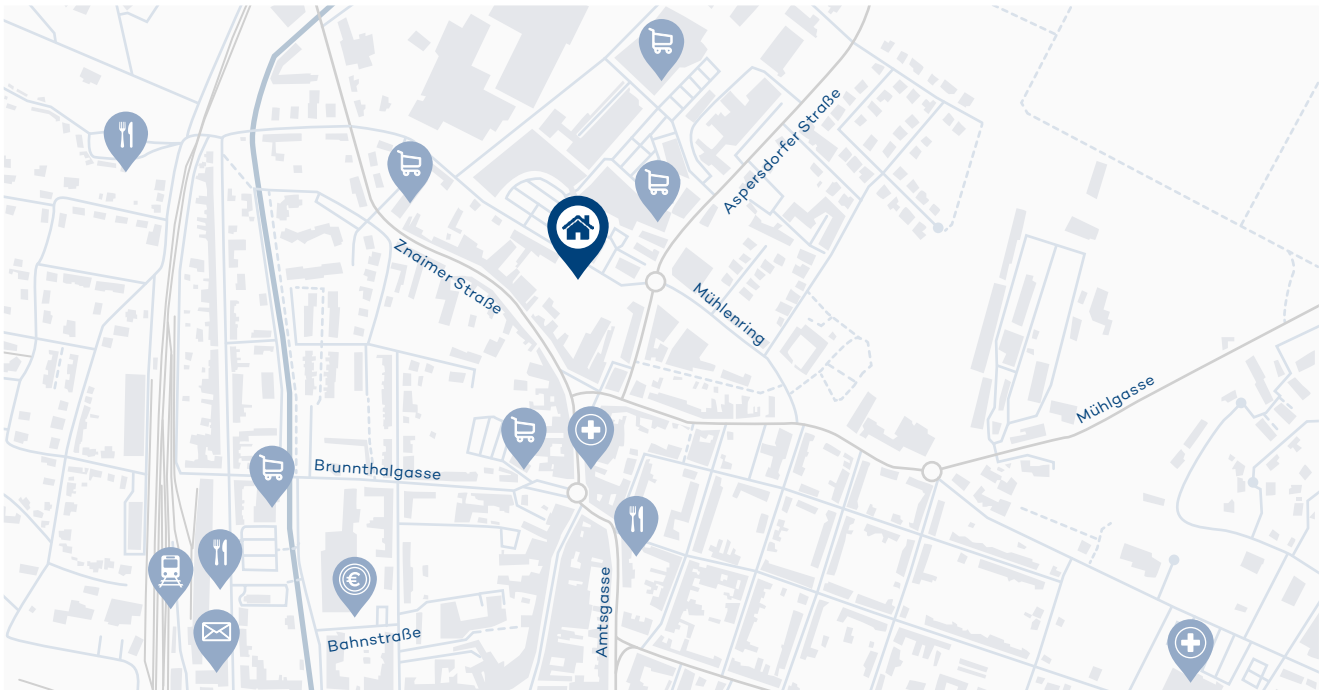 Aspersdorfer Straße
Znaimer Straße
Mühlenring
Mühlgasse
Brunnthalgasse
€
Amtsgasse
Bahnstraße